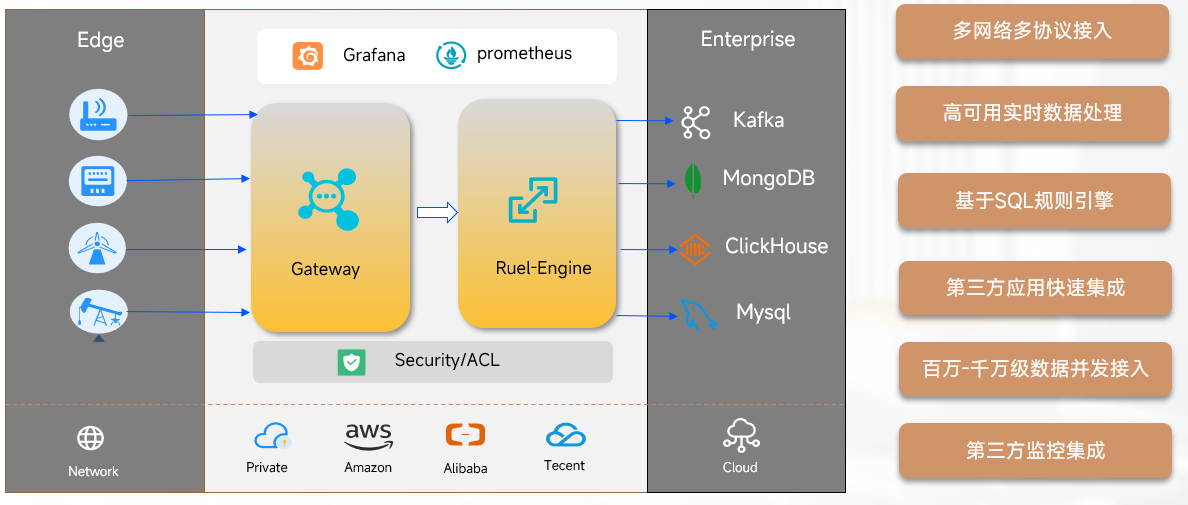 Edge
Grafana
prometheus
Enterprise
Gateway
Ruel-Engine
Kafka
MongoDB
ClickHouse
Mysql
Security/ACL
Network
Private
aws
Amazon
Alibaba
Tecent
Cloud
多网络多协议接入
高可用实时数据处理
基于SQL规则引擎
第三方应用快速集成
百万-千万级数据并发接入
第三方监控集成